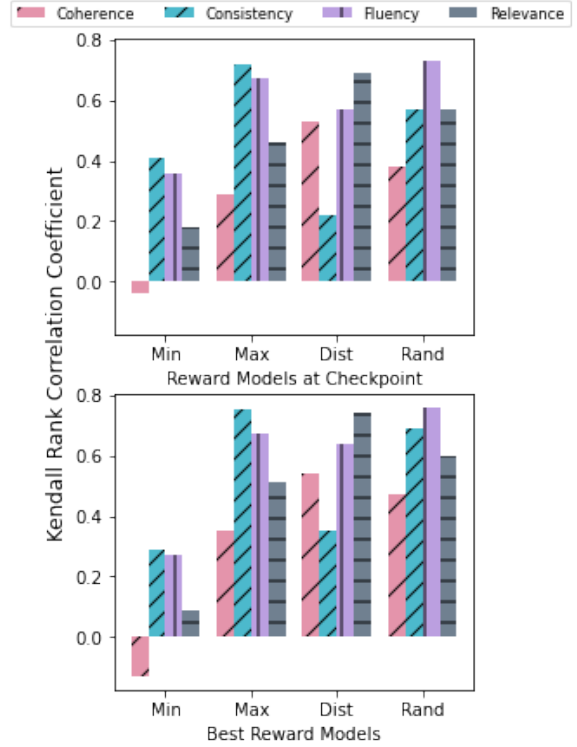 Coherence Consistency Fluency Relevance
Kendall Rank Correlation Coefficient
0.8
0.6
0.4
0.2
0.0
Min Max Dist Rand
Reward Models at Checkpoint
0.8
0.6
0.4
0.2
0.0
Min Max Dist Rand
Best Reward Models